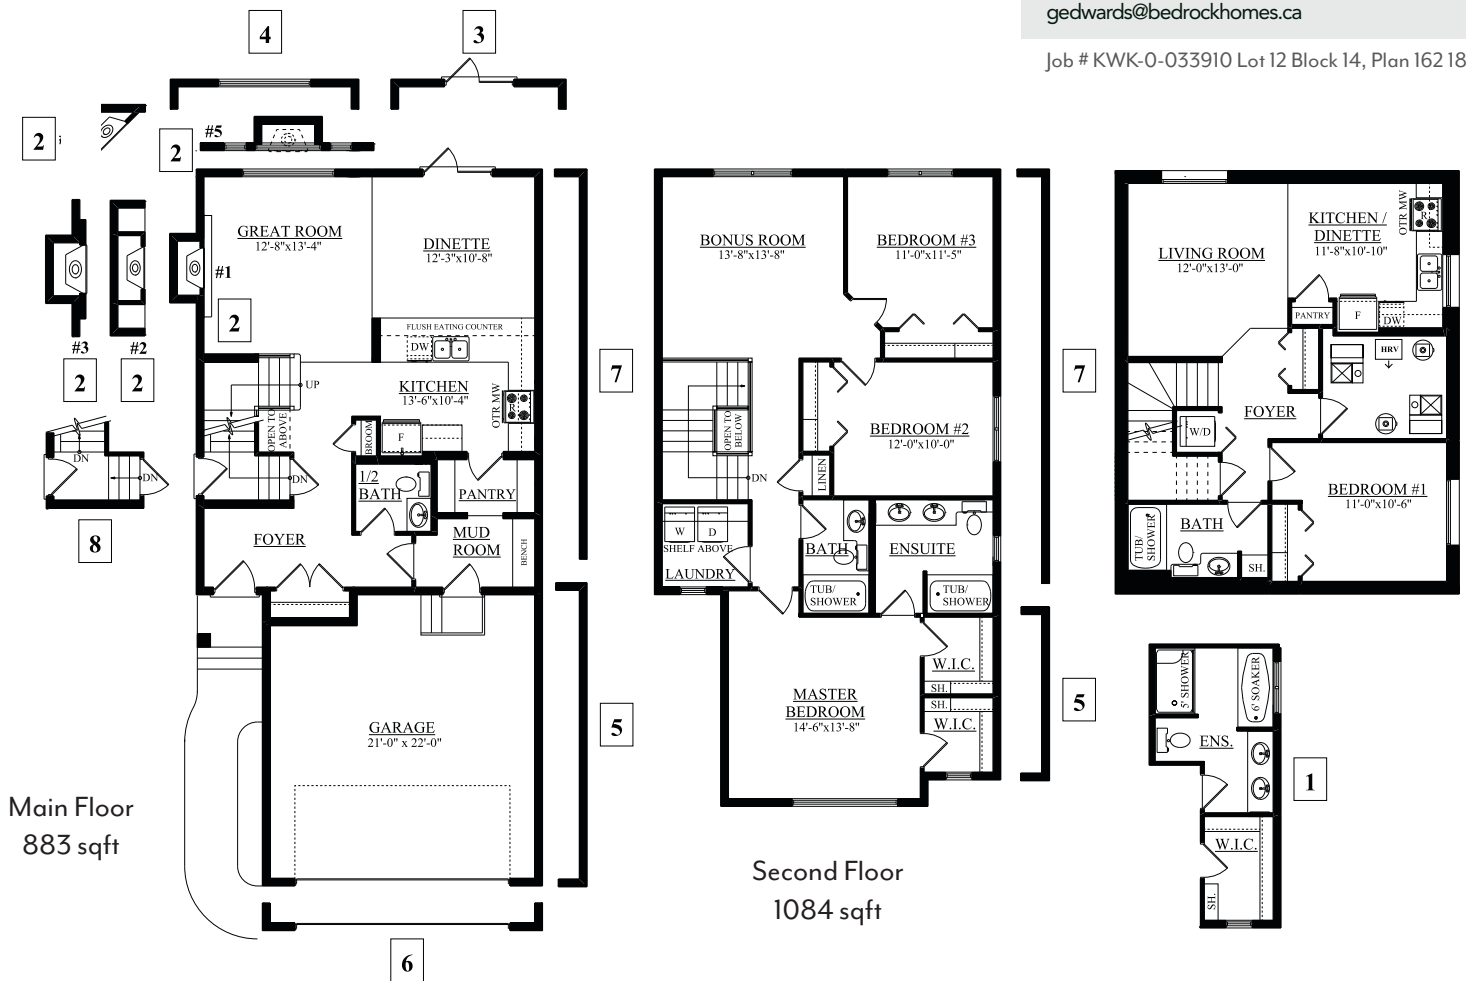 gedwards@bedrockhomes.ca
Job # KWK-0-033910 Lot 12 Block 14, Plan 162 18
4
3
2
2
#5
GREAT ROOM
12'-8"x13'-4"
DINETTE
12'-3"x10'-8"
#1
2
#3
2
#2
2
FLUSH EATING COUNTER
DW
UP
KITCHEN
13'-6"x10'-4"
OTR MW
R
OPEN TO
ABOVE
BROOM
F
DN
DN
DN
1/2
BATH
PANTRY
8
FOYER
MUD
ROOM
BENCH
7
GARAGE
21'-0" x 22'-0"
5
6
Main Floor
883 sqft
BONUS ROOM
13'-8"x13'-8"
BEDROOM #3
11'-0"x11'-5"
7
OPEN TO
BELOW
BEDROOM #2
12'-0"x10'-0"
DN
LINEN
W
D
SHELF ABOVE
LAUNDRY
BATH
ENSUITE
TUB/
SHOWER
TUB/
SHOWER
MASTER
BEDROOM
14'-6"x13'-8"
W.I.C.
SH.
SH.
W.I.C.
5
Second Floor
1084 sqft
LIVING ROOM
12'-0"x13'-0"
KITCHEN /
DINETTE
11'-8"x10'-10"
OTR MW
R
PANTRY
F
DW
HRV
FOYER
W/D
BEDROOM #1
11'-0"x10'-6"
BATH
TUB/
SHOWER
SH.
5' SHOWER
6' SOAKER
ENS.
1
W.I.C.
SH.